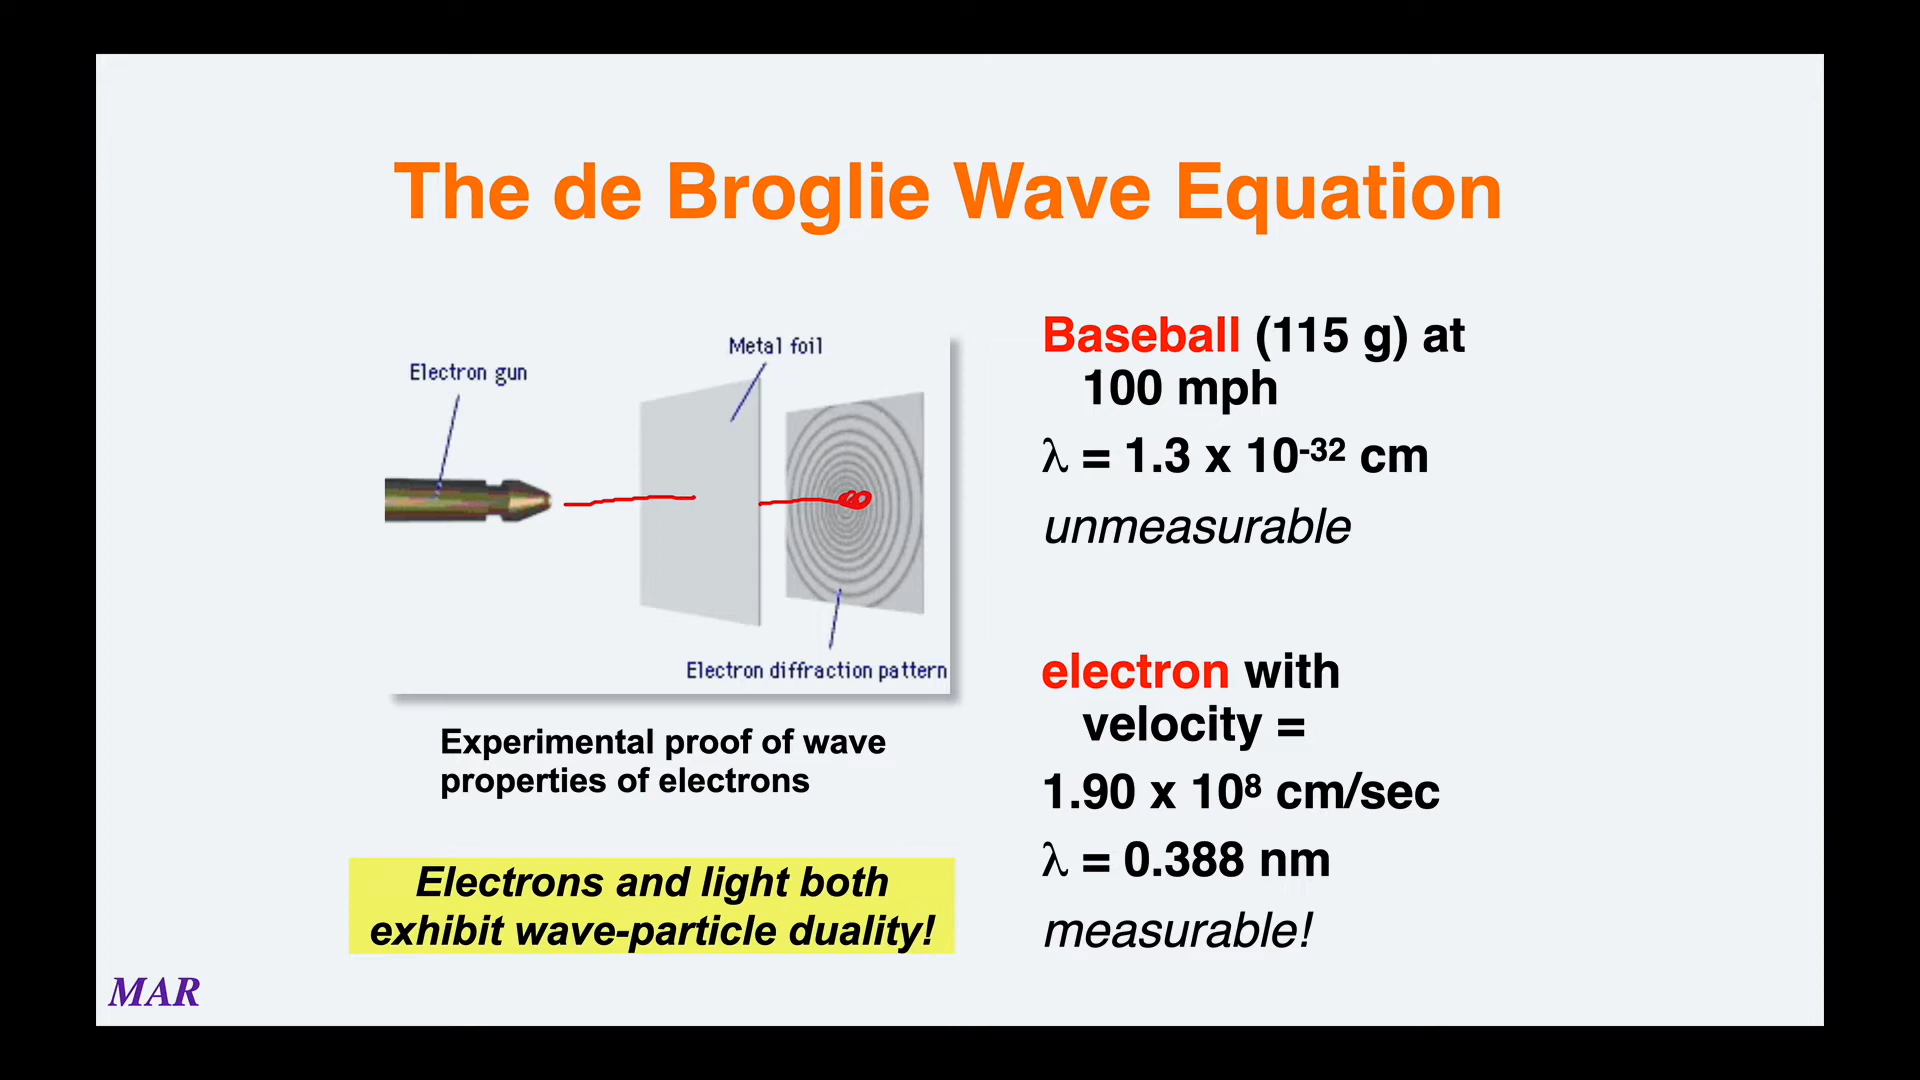 The de Broglie Wave Equation
Metal foil
Electron gun
Electron diffraction pattern
Experimental proof of wave
properties of electrons
Electrons and light both
exhibit wave-particle duality!
Baseball (115 g) at
100 mph
λ = 1.3 x 10⁻³² cm
unmeasurable
electron with
velocity =
1.90 x 10⁸ cm/sec
λ = 0.388 nm
measurable!
MAR